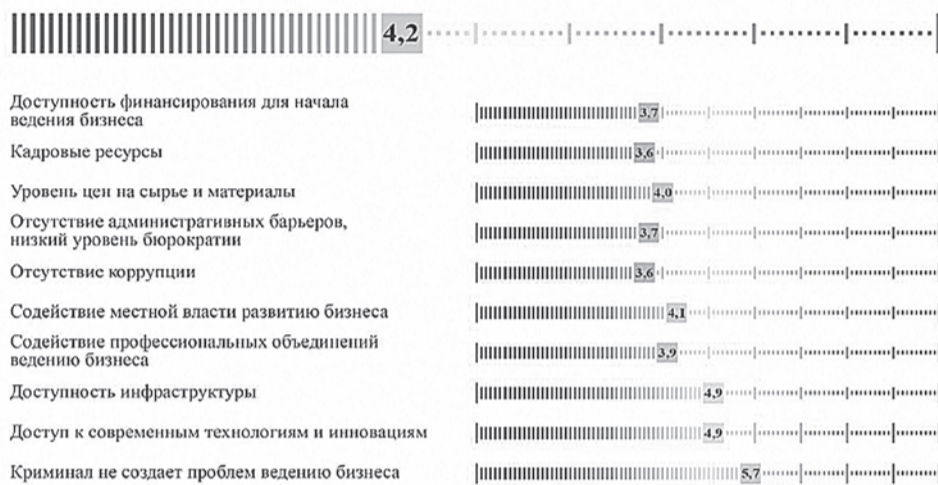 4,2
Доступность финансирования для начала
ведения бизнеса
3,7
Кадровые ресурсы
3,6
Уровень цен на сырье и материалы
4,0
Отсутствие административных барьеров,
низкий уровень бюрократии
3,7
Отсутствие коррупции
3,6
Содействие местной власти развитию бизнеса
4,1
Содействие профессиональных объединений
ведению бизнеса
3,9
Доступность инфраструктуры
4,9
Доступ к современным технологиям и инновациям
4,9
Криминал не создает проблем ведению бизнеса
5,7